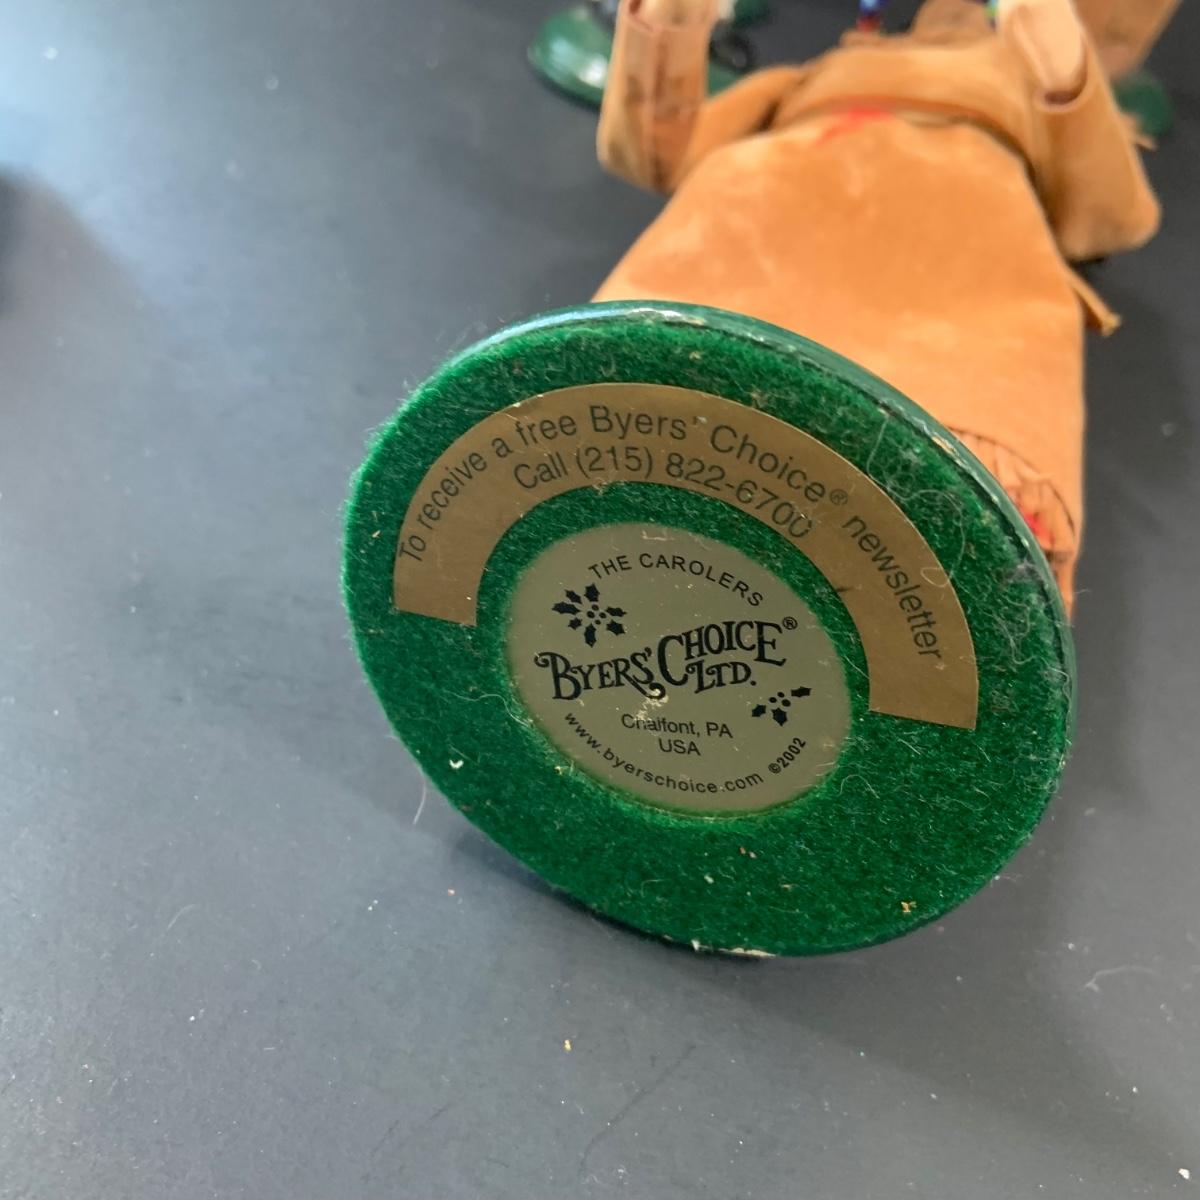 To receive a free Byers' Choice® newsletter
Call (215) 822-6700
THE CAROLERS
BYERS' CHOICE®
LTD.
Chalfont, PA
USA
www.byerschoice.com ©2002